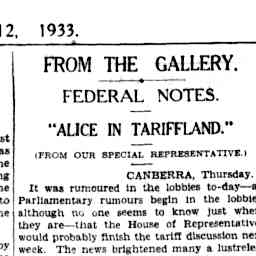 12, 1933.
FROM THE GALLERY.
FEDERAL NOTES.
"ALICE IN TARIFFLAND."
(FROM OUR SPECIAL REPRESENTATIVE.)
CANBERRA, Thursday.
It was rumoured in the lobbies to-day—a
Parliamentary rumours begin in the lobbie
although no one seems to know just whe
they are—that the House of Representativ
would probably finish the tariff discussion ne
week. The news brightened many a lustrele